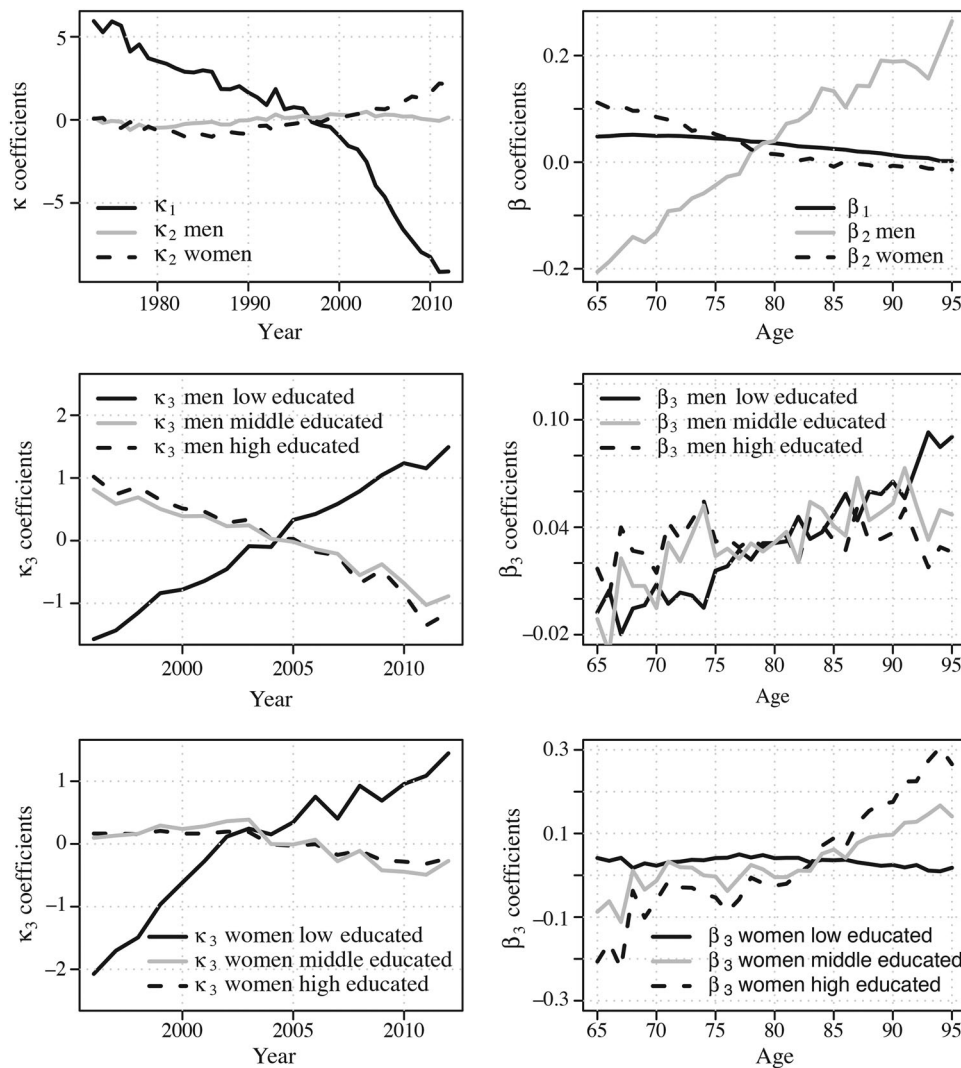 κ coefficients
5
0
−5
κ1
κ2 men
κ2 women
1980
1990
2000
2010
Year
β coefficients
0.2
0.0
−0.2
β1
β2 men
β2 women
65
70
75
80
85
90
95
Age
κ3 coefficients
2
1
0
−1
κ3 men low educated
κ3 men middle educated
κ3 men high educated
2000
2005
2010
Year
β3 coefficients
0.10
0.04
−0.02
β3 men low educated
β3 men middle educated
β3 men high educated
65
70
75
80
85
90
95
Age
κ3 coefficients
1
0
−1
−2
κ3 women low educated
κ3 women middle educated
κ3 women high educated
2000
2005
2010
Year
β3 coefficients
0.3
0.1
−0.1
−0.3
β3 women low educated
β3 women middle educated
β3 women high educated
65
70
75
80
85
90
95
Age